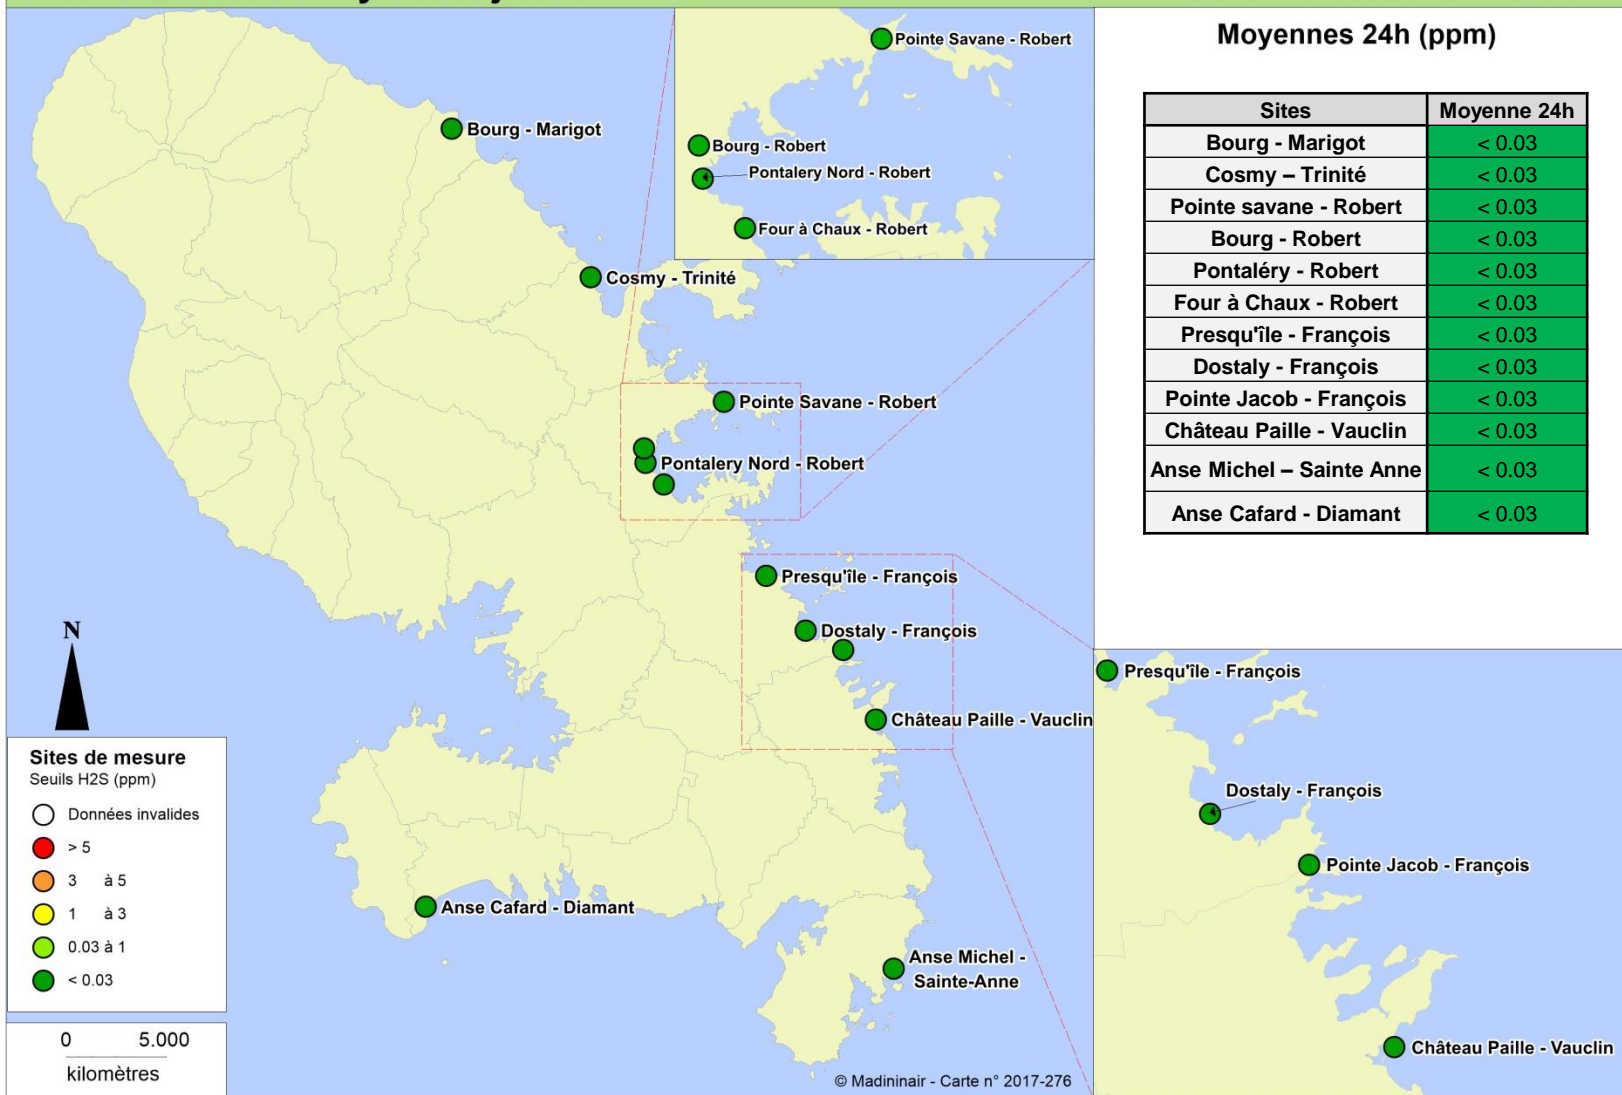 Pointe Savane - Robert
Bourg - Robert
Pontalery Nord - Robert
Four à Chaux - Robert
Bourg - Marigot
Cosmy - Trinité
Pointe Savane - Robert
Pontalery Nord - Robert
Presqu'île - François
Dostaly - François
Château Paille - Vauclin
Anse Cafard - Diamant
Anse Michel -
Sainte-Anne
N
Sites de mesure
Seuils H2S (ppm)
Données invalides
> 5
3 à 5
1 à 3
0.03 à 1
< 0.03
0 5.000
kilomètres
© Madininair - Carte n° 2017-276
Moyennes 24h (ppm)
Sites Moyenne 24h
Bourg - Marigot < 0.03
Cosmy – Trinité < 0.03
Pointe savane - Robert < 0.03
Bourg - Robert < 0.03
Pontaléry - Robert < 0.03
Four à Chaux - Robert < 0.03
Presqu'île - François < 0.03
Dostaly - François < 0.03
Pointe Jacob - François < 0.03
Château Paille - Vauclin < 0.03
Anse Michel – Sainte Anne < 0.03
Anse Cafard - Diamant < 0.03
Presqu'île - François
Dostaly - François
Pointe Jacob - François
Château Paille - Vauclin